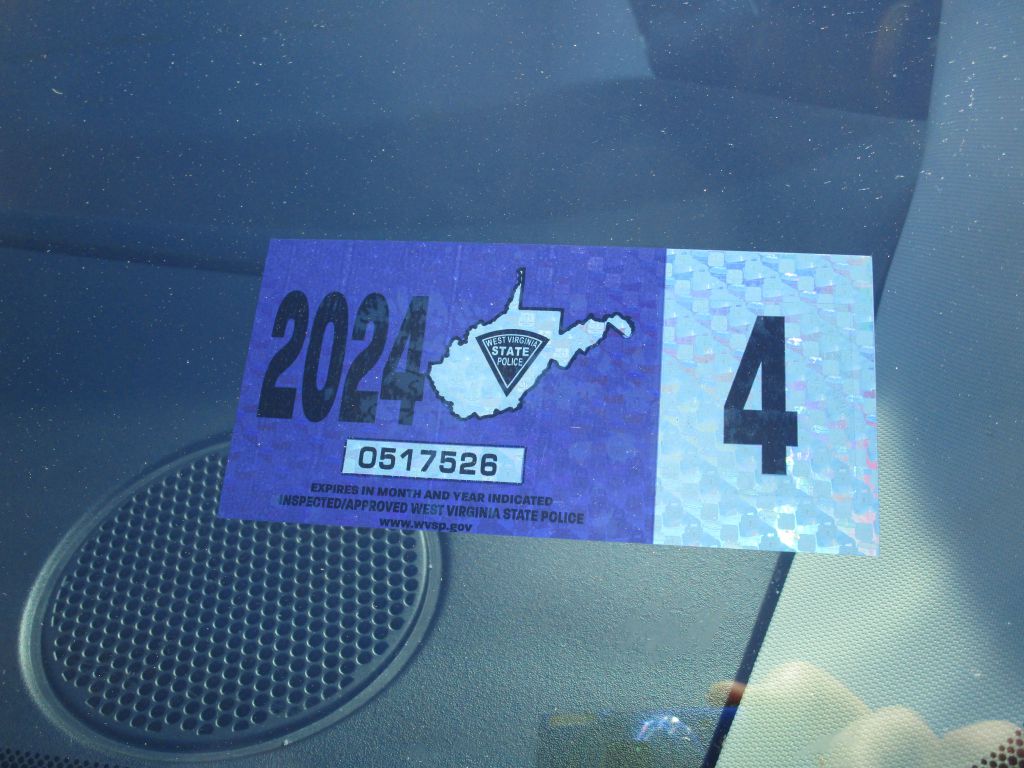 2024
WEST VIRGINIA
STATE
POLICE
4
0517526
EXPIRES IN MONTH AND YEAR INDICATED
INSPECTED/APPROVED WEST VIRGINIA STATE POLICE
www.wvsp.gov